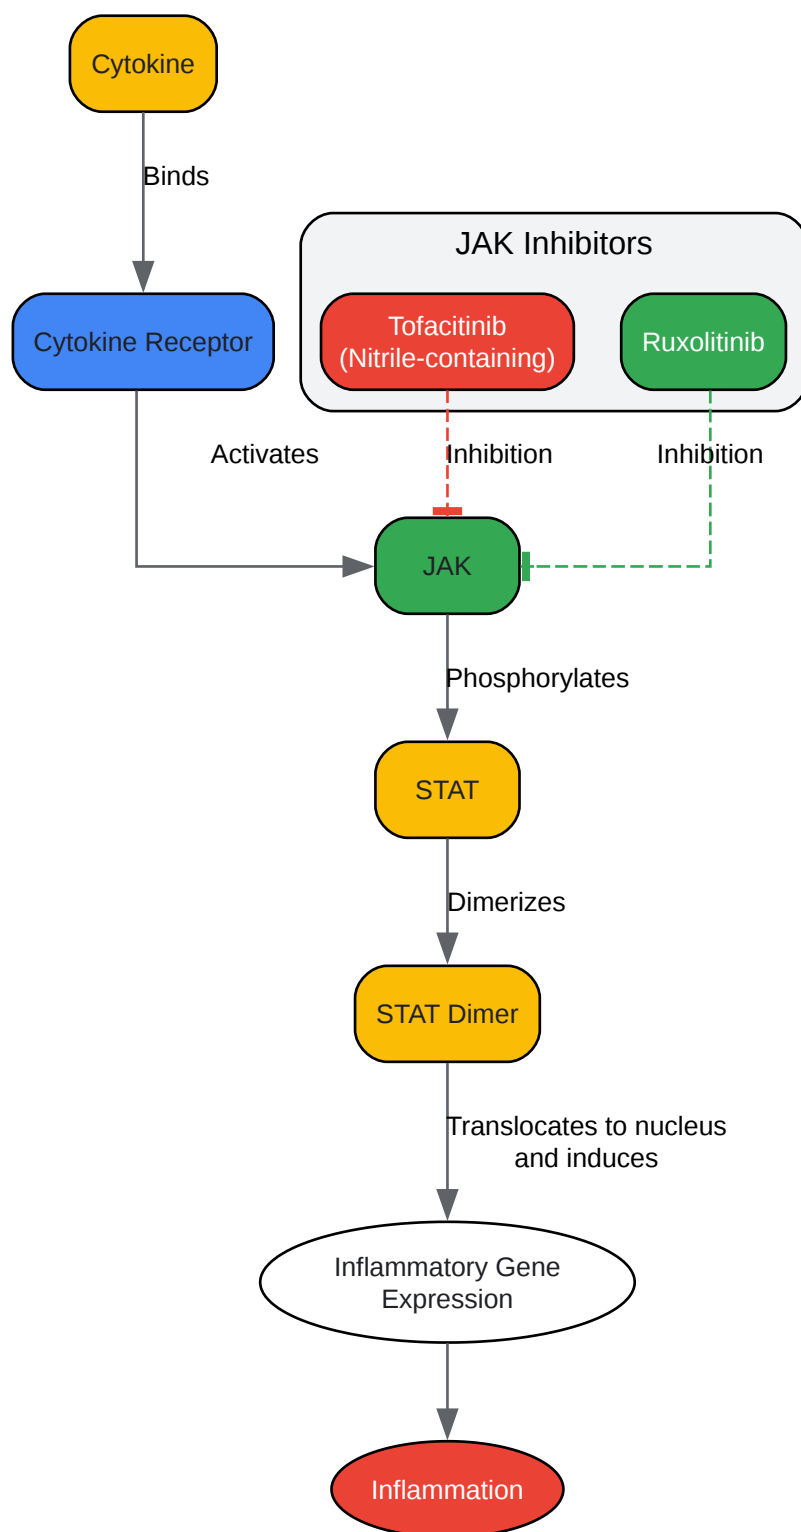 Cytokine
Binds
JAK Inhibitors
Cytokine Receptor
Tofacitinib
(Nitrile-containing)
Ruxolitinib
Activates
Inhibition
Inhibition
JAK
Phosphorylates
STAT
Dimerizes
STAT Dimer
Translocates to nucleus
and induces
Inflammatory Gene
Expression
Inflammation